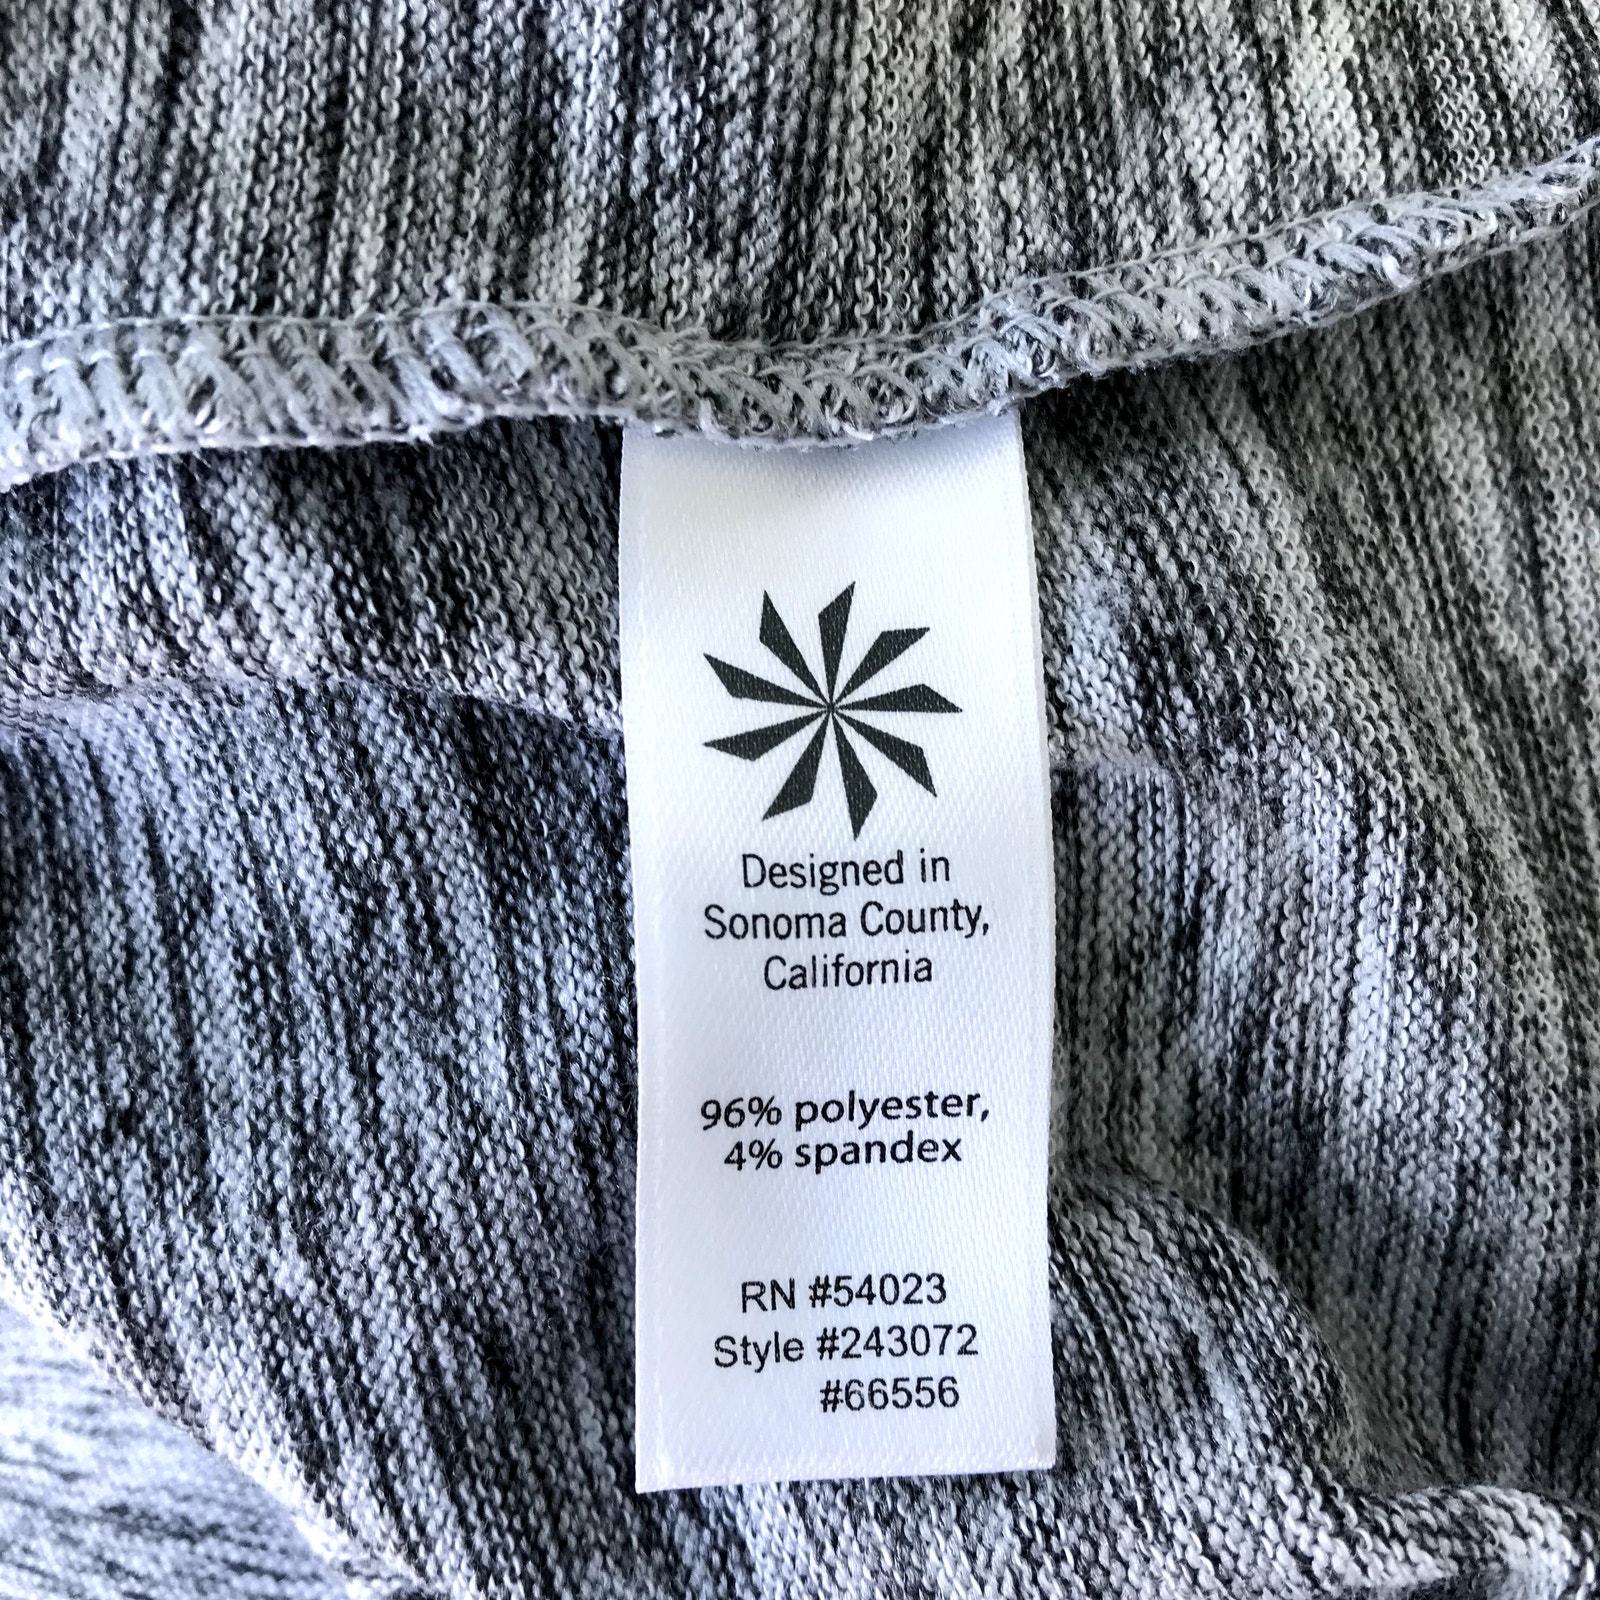 Designed in
Sonoma County,
California
96% polyester,
4% spandex
RN #54023
Style #243072
#66556